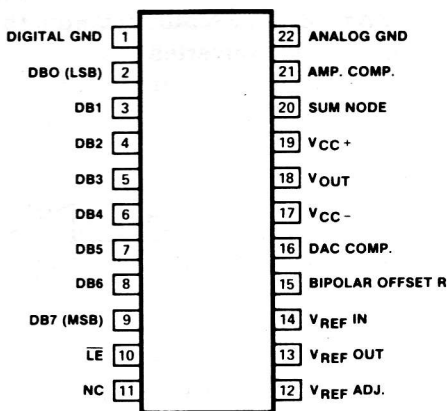 DIGITAL GND 1
DBO (LSB) 2
DB1 3
DB2 4
DB3 5
DB4 6
DB5 7
DB6 8
DB7 (MSB) 9
LE 10
NC 11
22 ANALOG GND
21 AMP. COMP.
20 SUM NODE
19 VCC +
18 VOUT
17 VCC –
16 DAC COMP.
15 BIPOLAR OFFSET R
14 VREF IN
13 VREF OUT
12 VREF ADJ.